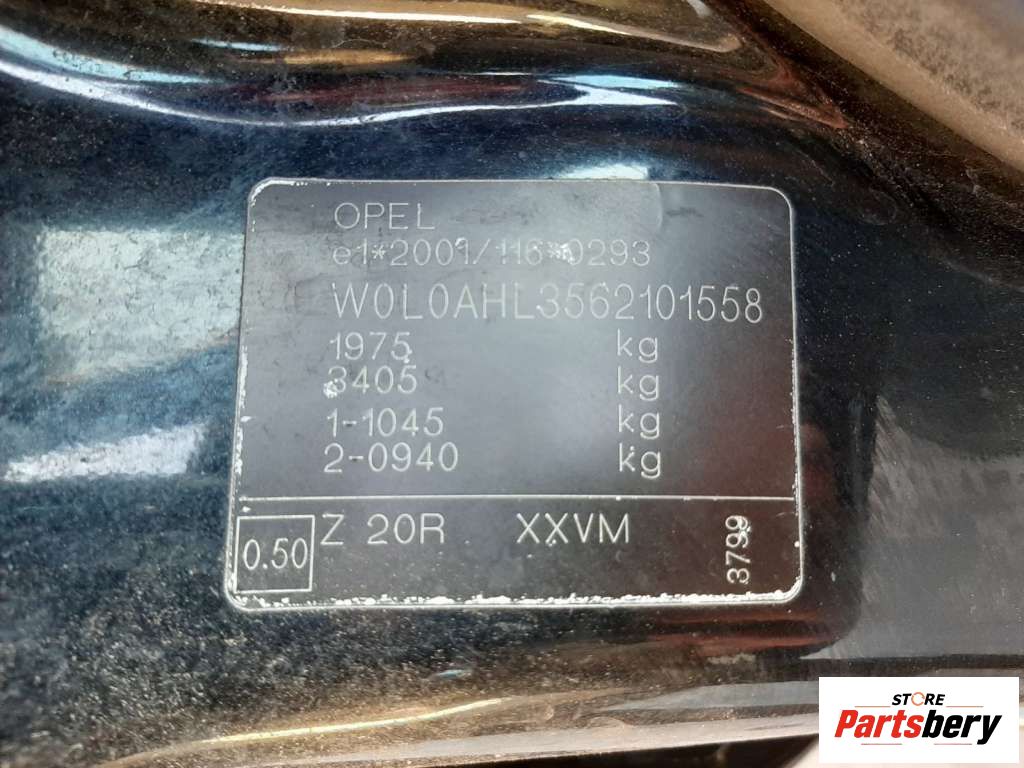 OPEL
e1*2001/116*0293
W0L0AHL3562101558
1975 kg
3405 kg
1-1045 kg
2-0940 kg
0.50 Z 20R XXVM 3799
STORE
Partsbery